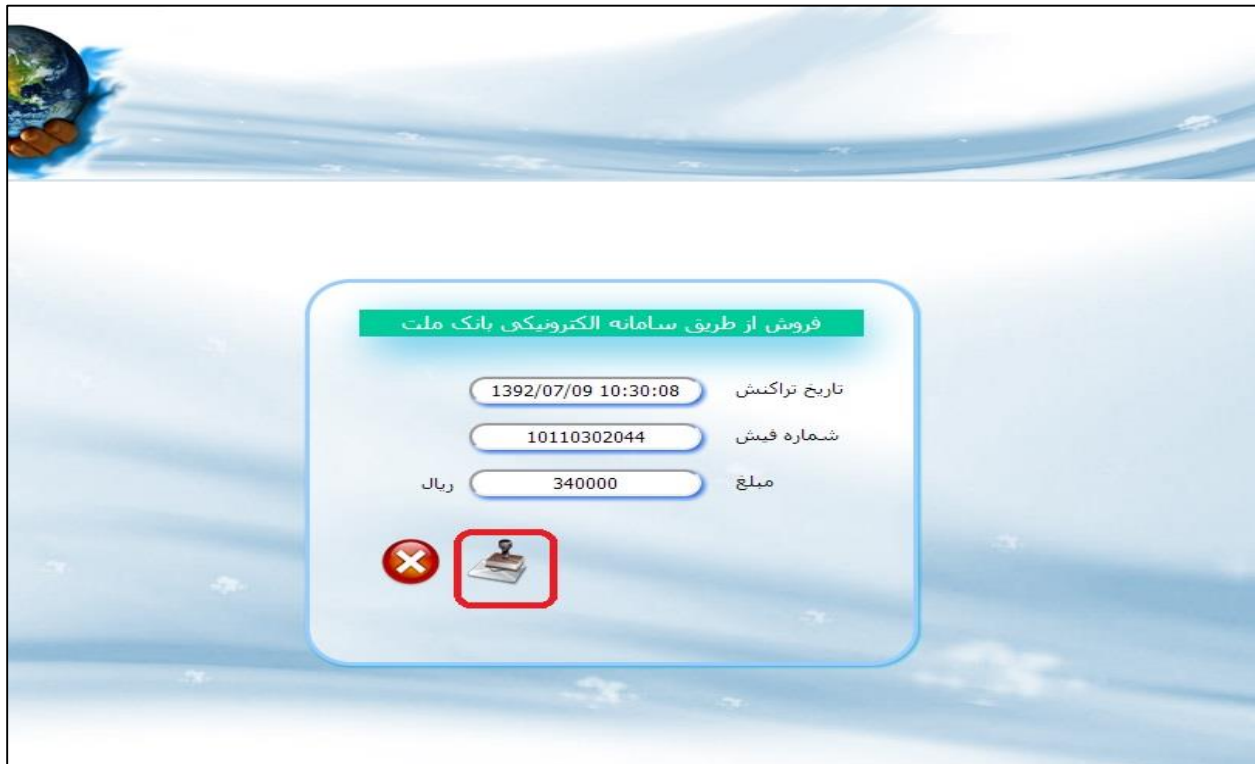 فروش از طریق سامانه الکترونیکی بانک ملت
تاریخ تراکنش 1392/07/09 10:30:08
شماره فیش 10110302044
مبلغ 340000 ریال